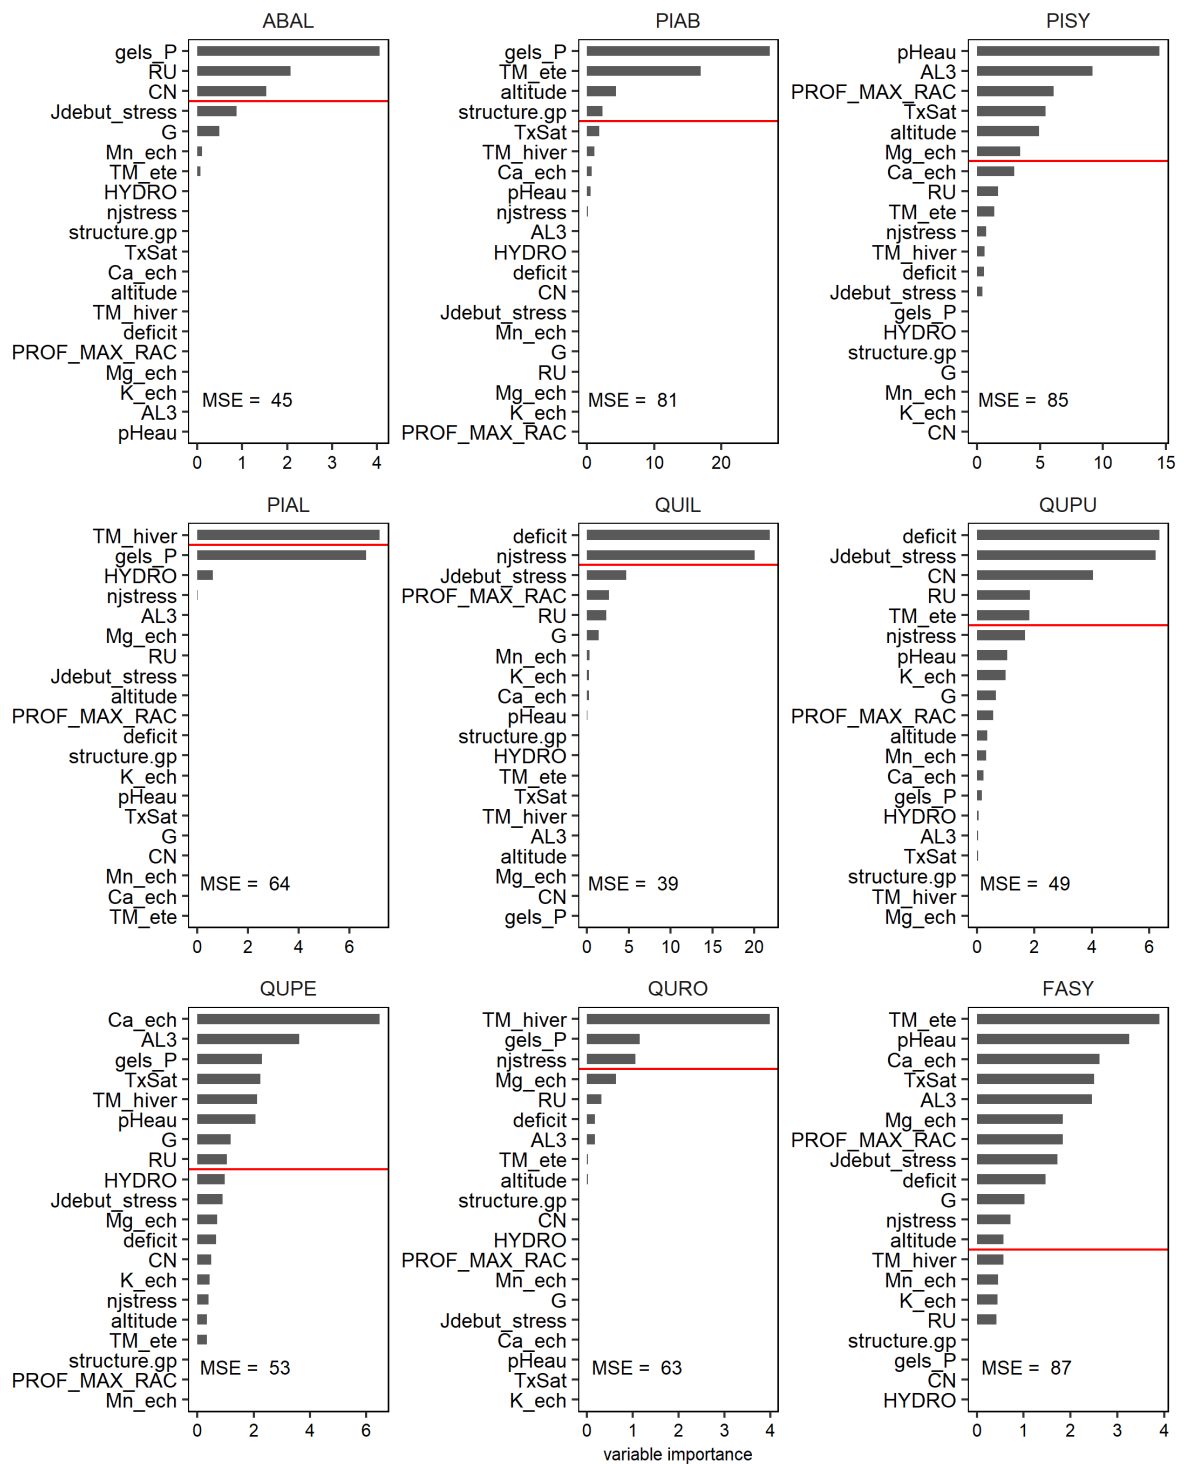 ABAL
gels_P
RU
CN
Jdebut_stress
G
Mn_ech
TM_ete
HYDRO
njstress
structure.gp
TxSat
Ca_ech
altitude
TM_hiver
deficit
PROF_MAX_RAC
Mg_ech
K_ech
AL3
pHeau
MSE = 45
0 1 2 3 4
PIAB
gels_P
TM_ete
altitude
structure.gp
TxSat
TM_hiver
Ca_ech
pHeau
njstress
AL3
HYDRO
deficit
CN
Jdebut_stress
Mn_ech
G
RU
Mg_ech
K_ech
PROF_MAX_RAC
MSE = 81
0 10 20
PISY
pHeau
AL3
PROF_MAX_RAC
TxSat
altitude
Mg_ech
Ca_ech
RU
TM_ete
njstress
TM_hiver
deficit
Jdebut_stress
gels_P
HYDRO
structure.gp
G
Mn_ech
K_ech
CN
MSE = 85
0 5 10 15
PIAL
TM_hiver
gels_P
HYDRO
njstress
AL3
Mg_ech
RU
Jdebut_stress
altitude
PROF_MAX_RAC
deficit
structure.gp
K_ech
pHeau
TxSat
G
CN
Mn_ech
Ca_ech
TM_ete
MSE = 64
0 2 4 6
QUIL
deficit
njstress
Jdebut_stress
PROF_MAX_RAC
RU
G
Mn_ech
K_ech
Ca_ech
pHeau
structure.gp
HYDRO
TM_ete
TxSat
TM_hiver
AL3
altitude
Mg_ech
CN
gels_P
MSE = 39
0 5 10 15 20
QUPU
deficit
Jdebut_stress
CN
RU
TM_ete
njstress
pHeau
K_ech
G
PROF_MAX_RAC
altitude
Mn_ech
Ca_ech
gels_P
HYDRO
AL3
TxSat
structure.gp
TM_hiver
Mg_ech
MSE = 49
0 2 4 6
QUPE
Ca_ech
AL3
gels_P
TxSat
TM_hiver
pHeau
G
RU
HYDRO
Jdebut_stress
Mg_ech
deficit
CN
K_ech
njstress
altitude
TM_ete
structure.gp
PROF_MAX_RAC
Mn_ech
MSE = 53
0 2 4 6
QURO
TM_hiver
gels_P
njstress
Mg_ech
RU
deficit
AL3
TM_ete
altitude
structure.gp
CN
HYDRO
PROF_MAX_RAC
Mn_ech
G
Jdebut_stress
Ca_ech
pHeau
TxSat
K_ech
MSE = 63
0 1 2 3 4
variable importance
FASY
TM_ete
pHeau
Ca_ech
TxSat
AL3
Mg_ech
PROF_MAX_RAC
Jdebut_stress
deficit
G
njstress
altitude
TM_hiver
Mn_ech
K_ech
RU
structure.gp
gels_P
CN
HYDRO
MSE = 87
0 1 2 3 4